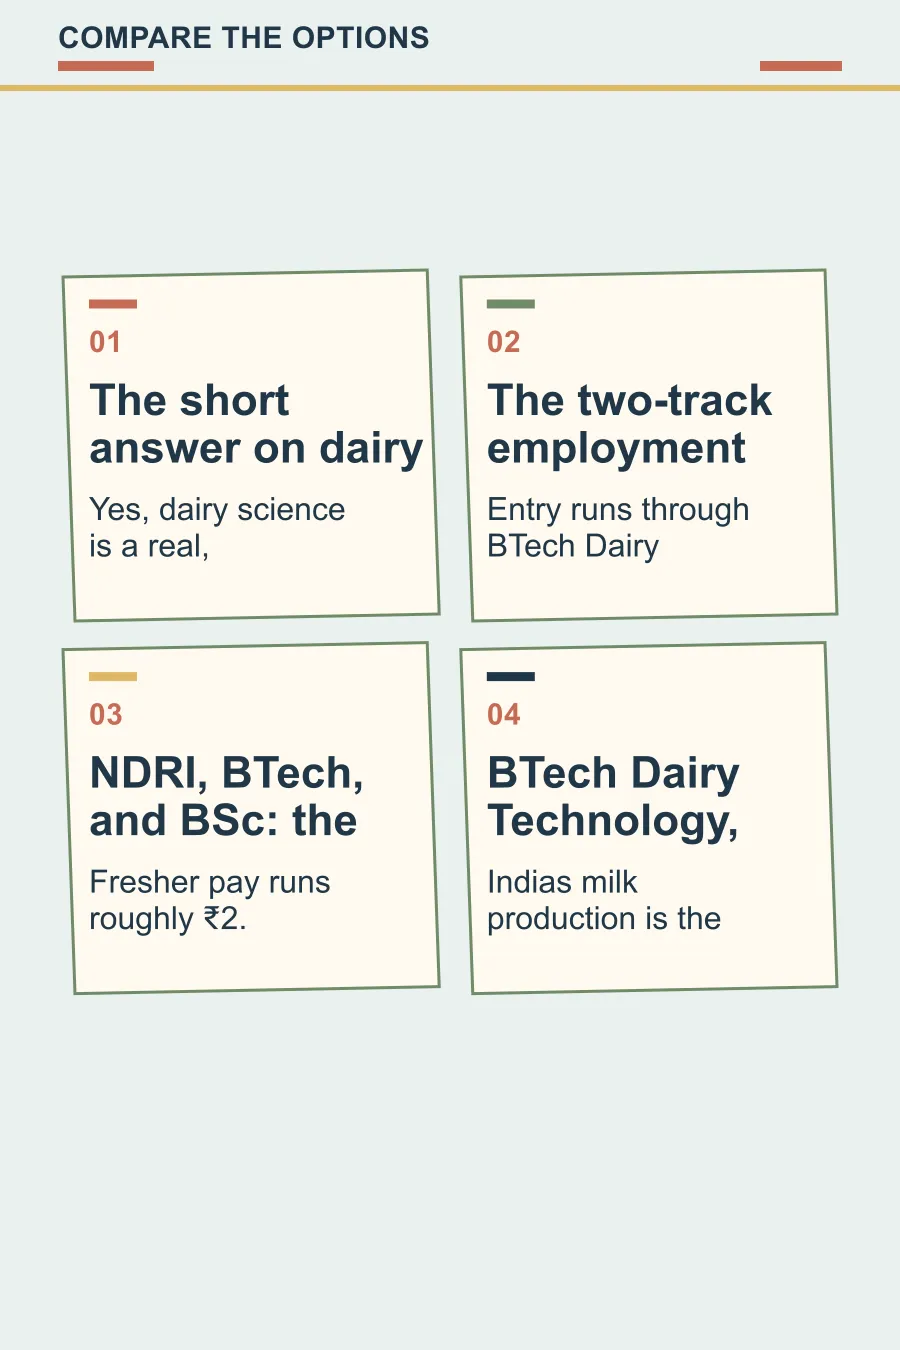 COMPARE THE OPTIONS
01
The short
answer on dairy
Yes, dairy science
is a real,
02
The two-track
employment
Entry runs through
BTech Dairy
03
NDRI, BTech,
and BSc: the
Fresher pay runs
roughly ₹2.
04
BTech Dairy
Technology,
Indias milk
production is the